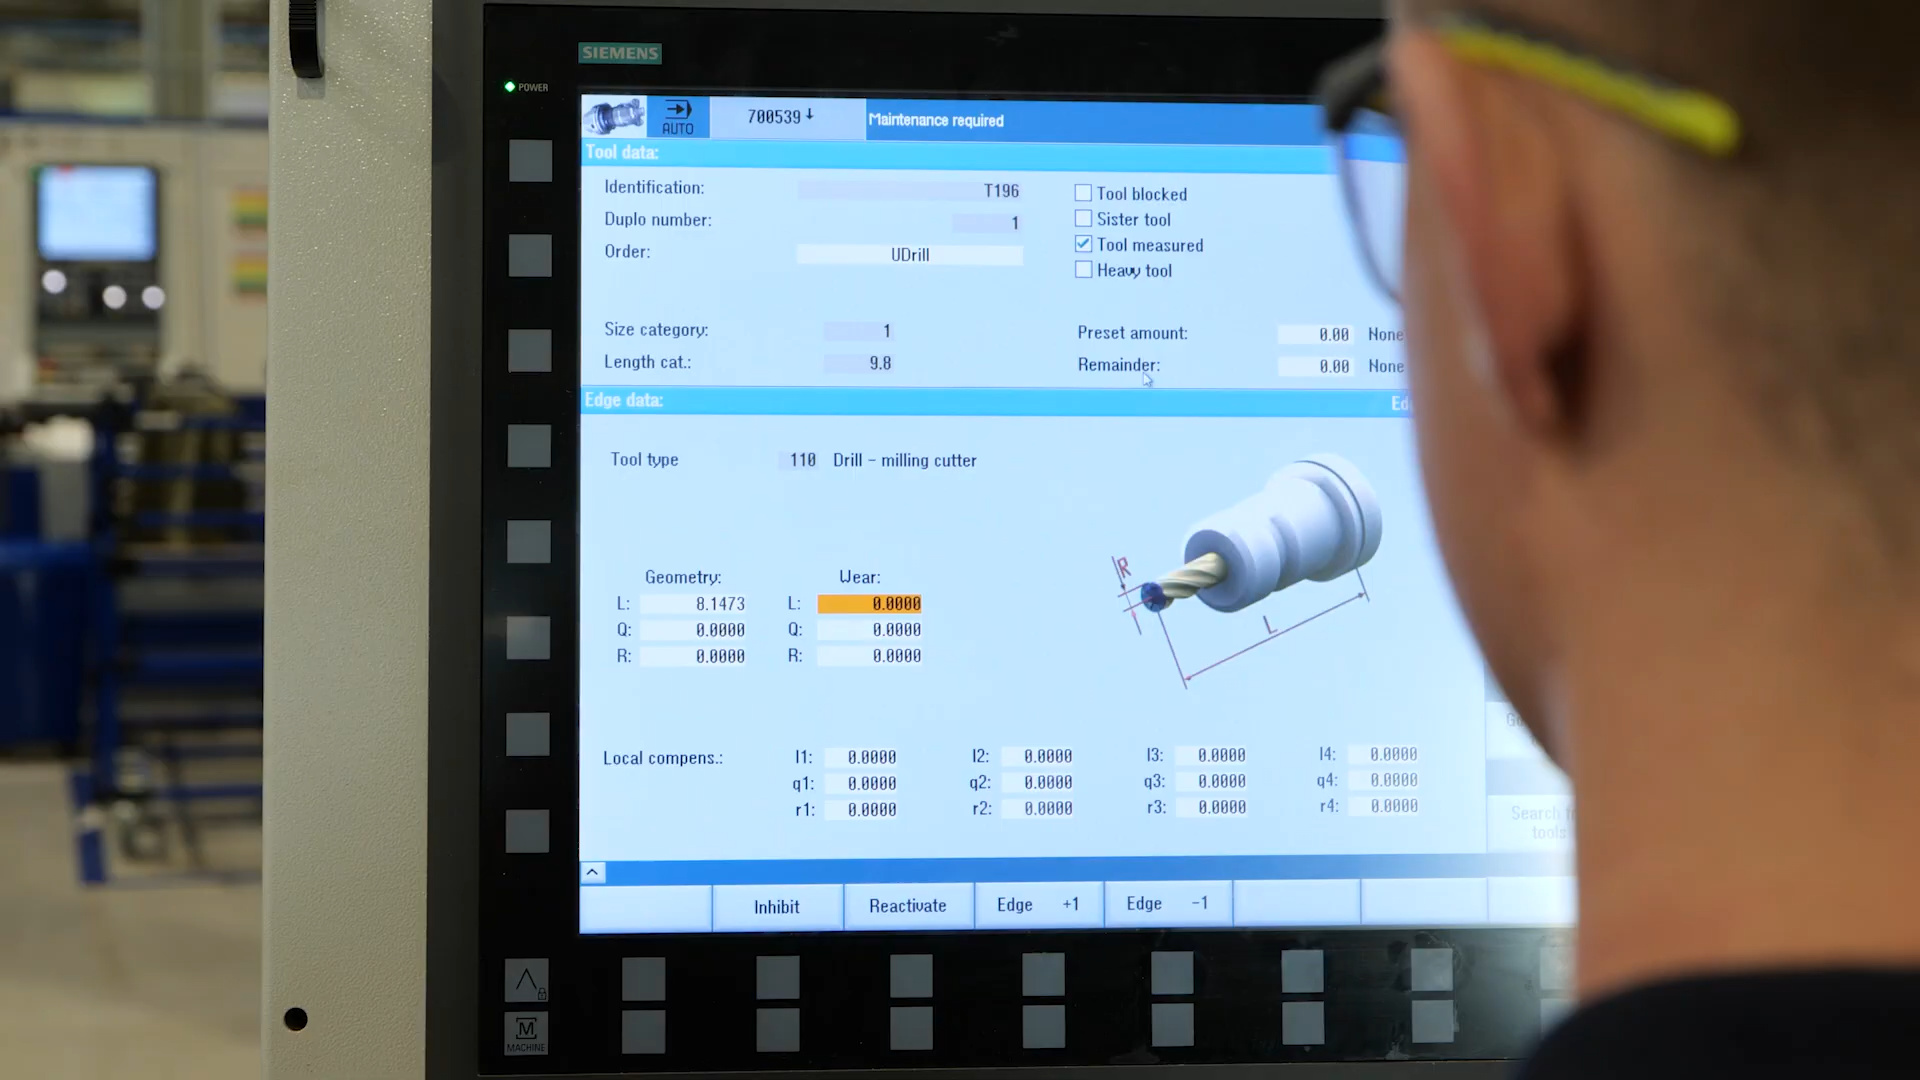 SIEMENS
POWER
AUTO
700539
Maintenance required
Tool data:
Identification: T196
Duplo number: 1
Order: UDrill
Tool blocked
Sister tool
Tool measured
Heavy tool
Size category: 1
Length cat.: 9.8
Preset amount: 0.00 None
Remainder: 0.00 None
Edge data:
Tool type 110 Drill - milling cutter
Geometry: Wear:
L: 8.1473 L: 0.0000
Q: 0.0000 Q: 0.0000
R: 0.0000 R: 0.0000
R
L
Local compens.: l1: 0.0000 l2: 0.0000 l3: 0.0000 l4: 0.0000
q1: 0.0000 q2: 0.0000 q3: 0.0000 q4: 0.0000
r1: 0.0000 r2: 0.0000 r3: 0.0000 r4: 0.0000
Search
tools
Inhibit Reactivate Edge +1 Edge -1
M
MACHINE